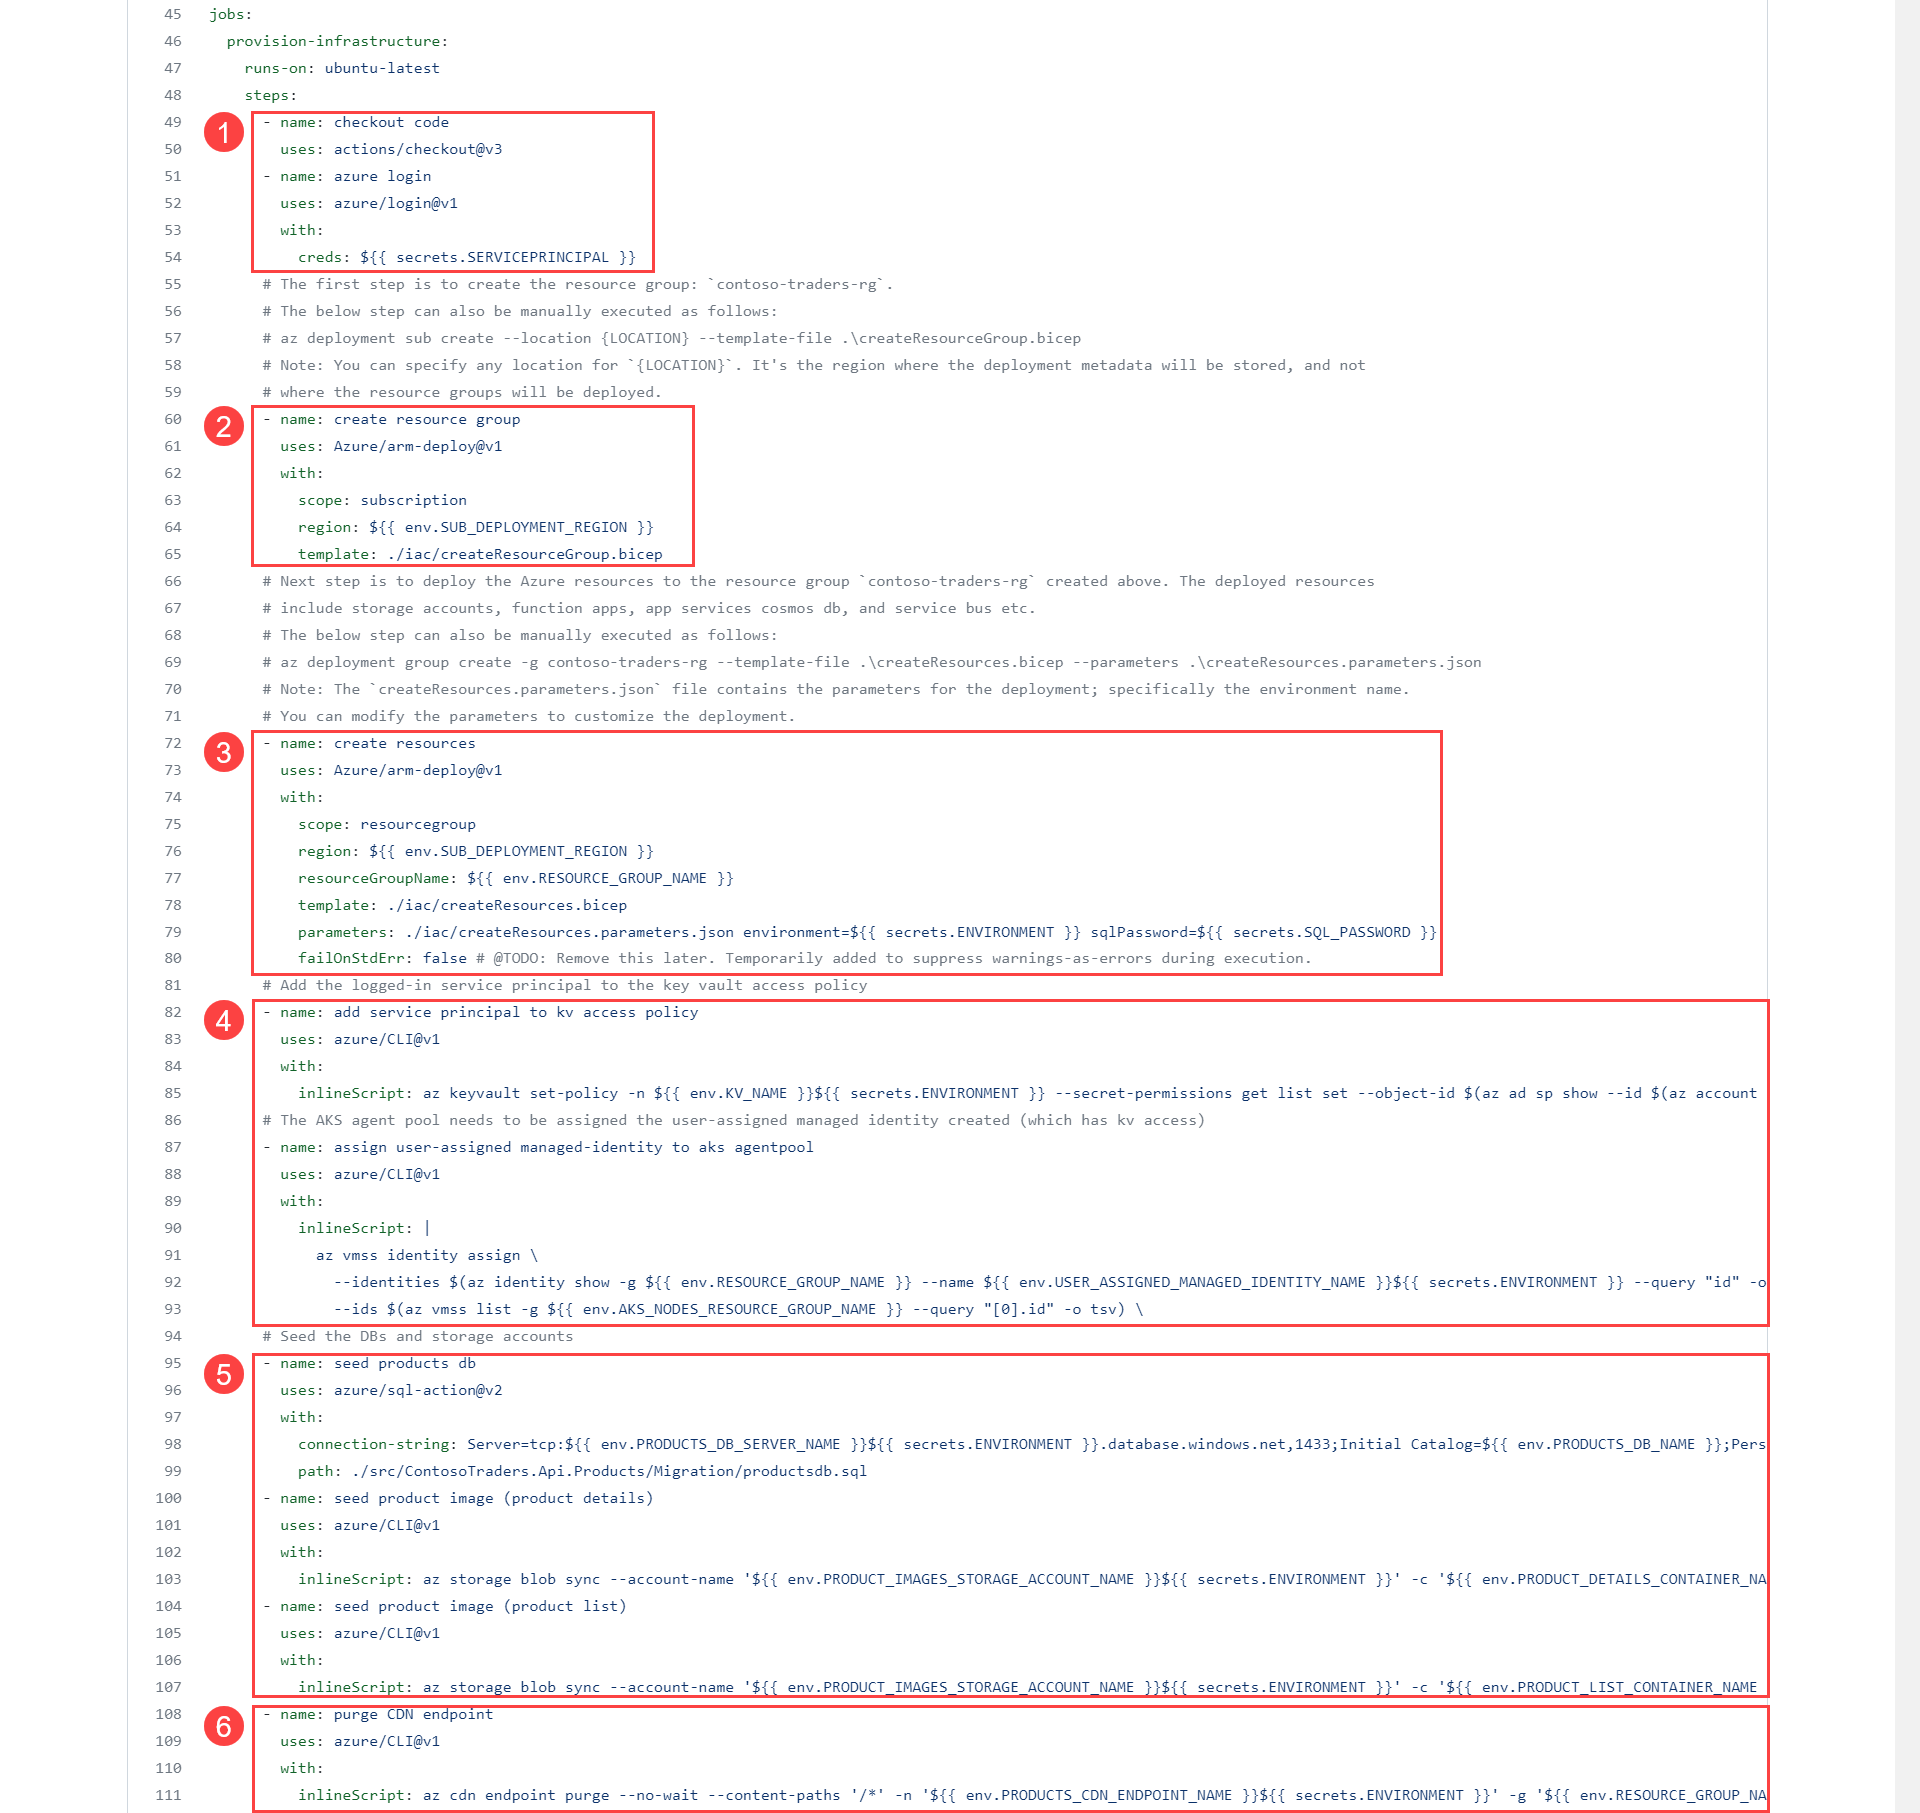 45 jobs:
46   provision-infrastructure:
47     runs-on: ubuntu-latest
48     steps:
1
49       - name: checkout code
50         uses: actions/checkout@v3
51       - name: azure login
52         uses: azure/login@v1
53         with:
54           creds: ${{ secrets.SERVICEPRINCIPAL }}
55       # The first step is to create the resource group: `contoso-traders-rg`.
56       # The below step can also be manually executed as follows:
57       # az deployment sub create --location {LOCATION} --template-file .\createResourceGroup.bicep
58       # Note: You can specify any location for `{LOCATION}`. It's the region where the deployment metadata will be stored, and not
59       # where the resource groups will be deployed.
2
60       - name: create resource group
61         uses: Azure/arm-deploy@v1
62         with:
63           scope: subscription
64           region: ${{ env.SUB_DEPLOYMENT_REGION }}
65           template: ./iac/createResourceGroup.bicep
66       # Next step is to deploy the Azure resources to the resource group `contoso-traders-rg` created above. The deployed resources
67       # include storage accounts, function apps, app services cosmos db, and service bus etc.
68       # The below step can also be manually executed as follows:
69       # az deployment group create -g contoso-traders-rg --template-file .\createResources.bicep --parameters .\createResources.parameters.json
70       # Note: The `createResources.parameters.json` file contains the parameters for the deployment; specifically the environment name.
71       # You can modify the parameters to customize the deployment.
3
72       - name: create resources
73         uses: Azure/arm-deploy@v1
74         with:
75           scope: resourcegroup
76           region: ${{ env.SUB_DEPLOYMENT_REGION }}
77           resourceGroupName: ${{ env.RESOURCE_GROUP_NAME }}
78           template: ./iac/createResources.bicep
79           parameters: ./iac/createResources.parameters.json environment=${{ secrets.ENVIRONMENT }} sqlPassword=${{ secrets.SQL_PASSWORD }}
80           failOnStdErr: false # @TODO: Remove this later. Temporarily added to suppress warnings-as-errors during execution.
81       # Add the logged-in service principal to the key vault access policy
4
82       - name: add service principal to kv access policy
83         uses: azure/CLI@v1
84         with:
85           inlineScript: az keyvault set-policy -n ${{ env.KV_NAME }}${{ secrets.ENVIRONMENT }} --secret-permissions get list set --object-id $(az ad sp show --id $(az account
86       # The AKS agent pool needs to be assigned the user-assigned managed identity created (which has kv access)
87       - name: assign user-assigned managed-identity to aks agentpool
88         uses: azure/CLI@v1
89         with:
90           inlineScript: |
91             az vmss identity assign \
92               --identities $(az identity show -g ${{ env.RESOURCE_GROUP_NAME }} --name ${{ env.USER_ASSIGNED_MANAGED_IDENTITY_NAME }}${{ secrets.ENVIRONMENT }} --query "id" -o
93               --ids $(az vmss list -g ${{ env.AKS_NODES_RESOURCE_GROUP_NAME }} --query "[0].id" -o tsv) \
94       # Seed the DBs and storage accounts
5
95       - name: seed products db
96         uses: azure/sql-action@v2
97         with:
98           connection-string: Server=tcp:${{ env.PRODUCTS_DB_SERVER_NAME }}${{ secrets.ENVIRONMENT }}.database.windows.net,1433;Initial Catalog=${{ env.PRODUCTS_DB_NAME }};Pers
99           path: ./src/ContosoTraders.Api.Products/Migration/productsdb.sql
100       - name: seed product image (product details)
101         uses: azure/CLI@v1
102         with:
103           inlineScript: az storage blob sync --account-name '${{ env.PRODUCT_IMAGES_STORAGE_ACCOUNT_NAME }}${{ secrets.ENVIRONMENT }}' -c '${{ env.PRODUCT_DETAILS_CONTAINER_NA
104       - name: seed product image (product list)
105         uses: azure/CLI@v1
106         with:
107           inlineScript: az storage blob sync --account-name '${{ env.PRODUCT_IMAGES_STORAGE_ACCOUNT_NAME }}${{ secrets.ENVIRONMENT }}' -c '${{ env.PRODUCT_LIST_CONTAINER_NAME
6
108       - name: purge CDN endpoint
109         uses: azure/CLI@v1
110         with:
111           inlineScript: az cdn endpoint purge --no-wait --content-paths '/*' -n '${{ env.PRODUCTS_CDN_ENDPOINT_NAME }}${{ secrets.ENVIRONMENT }}' -g '${{ env.RESOURCE_GROUP_NA